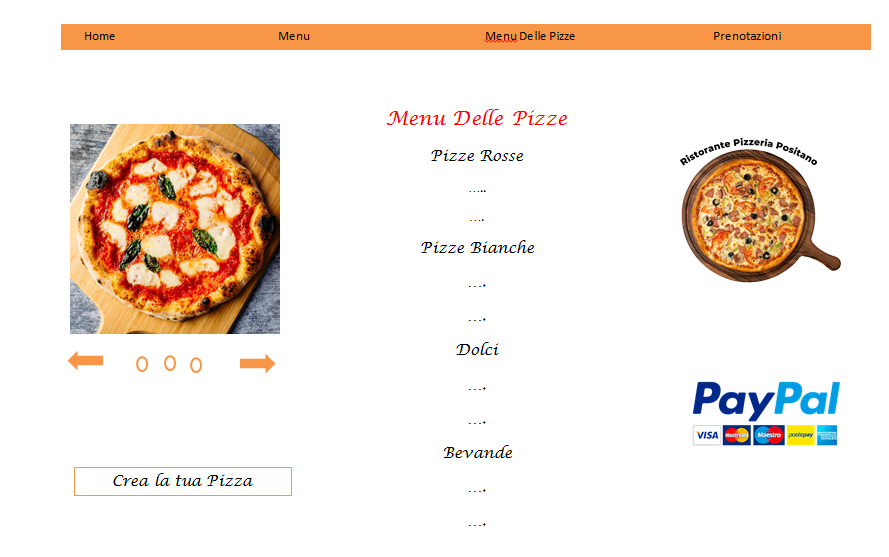 Home Menu Menu Delle Pizze Prenotazioni
Menu Delle Pizze
Pizze Rosse
…..
….
Pizze Bianche
….
….
Dolci
….
….
Bevande
….
….
Crea la tua Pizza
Ristorante Pizzeria Positano
PayPal
VISA MasterCard Maestro postepay